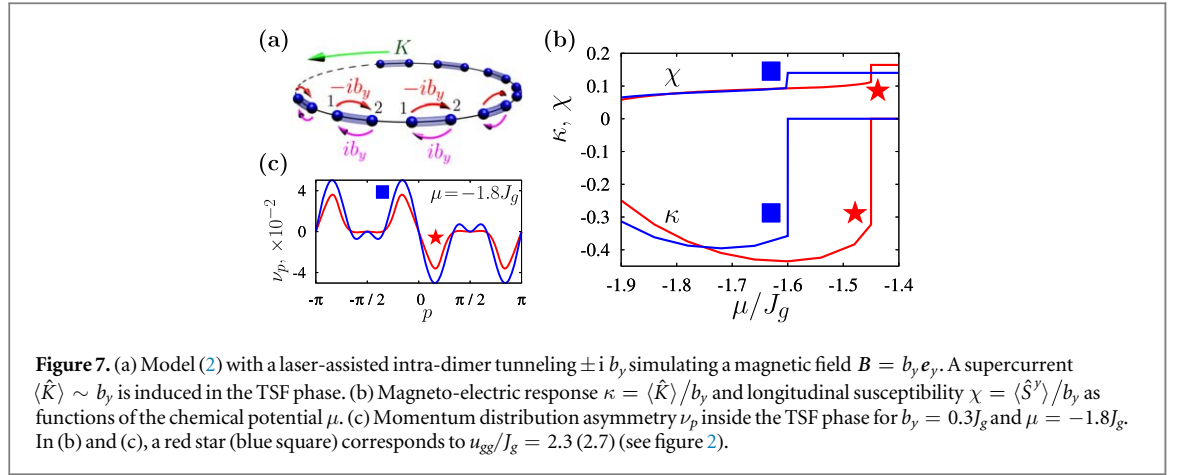 (a)
K
−ib_y
−ib_y
1
2
1
2
ib_y
ib_y
(b)
κ, χ
0.2
0.1
0
-0.1
-0.2
-0.3
-0.4
χ
κ
-1.9 -1.8 -1.7 -1.6 -1.5 -1.4
μ/J_g
(c)
ν_p, ×10⁻²
4
0
-4
μ=−1.8J_g
-π -π/2 0 π/2 π
p
Figure 7. (a) Model (2) with a laser-assisted intra-dimer tunneling ±i b_y simulating a magnetic field B = b_y e_y. A supercurrent
⟨K̂⟩ ∼ b_y is induced in the TSF phase. (b) Magneto-electric response κ = ⟨K̂⟩/b_y and longitudinal susceptibility χ = ⟨Ŝ^y⟩/b_y as
functions of the chemical potential μ. (c) Momentum distribution asymmetry ν_p inside the TSF phase for b_y = 0.3J_g and μ = −1.8J_g.
In (b) and (c), a red star (blue square) corresponds to u_gg/J_g = 2.3 (2.7) (see figure 2).